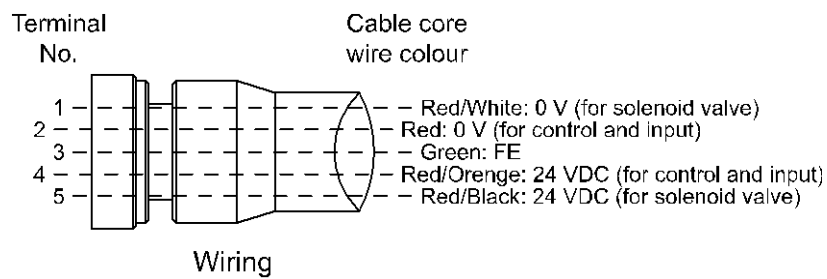 Terminal No.
Cable core wire colour
1 Red/White: 0 V (for solenoid valve)
2 Red: 0 V (for control and input)
3 Green: FE
4 Red/Orenge: 24 VDC (for control and input)
5 Red/Black: 24 VDC (for solenoid valve)
Wiring